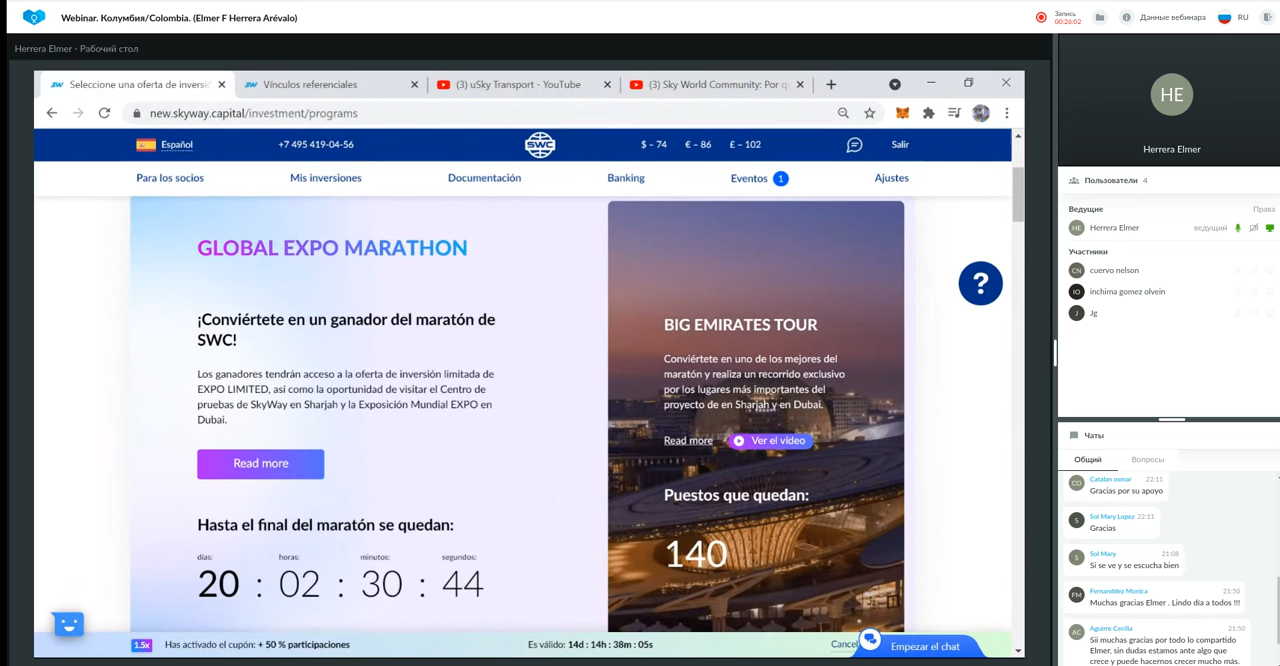 Webinar. Колумбия/Colombia. (Elmer F Herrera Arévalo)
Запись
00:26:02
Данные вебинара
RU
Herrera Elmer - Рабочий стол
Seleccione una oferta de inversió
Vínculos referenciales
(3) uSky Transport - YouTube
(3) Sky World Community: Por q
new.skyway.capital/investment/programs
Español
+7 495 419-04-56
SWC
$ – 74
€ – 86
£ – 102
Salir
Para los socios
Mis inversiones
Documentación
Banking
Eventos 1
Ajustes
GLOBAL EXPO MARATHON
¡Conviértete en un ganador del maratón de
SWC!
Los ganadores tendrán acceso a la oferta de inversión limitada de
EXPO LIMITED, así como la oportunidad de visitar el Centro de
pruebas de SkyWay en Sharjah y la Exposición Mundial EXPO en
Dubai.
Read more
Hasta el final del maratón se quedan:
días:
horas:
minutos:
segundos:
20 : 02 : 30 : 44
BIG EMIRATES TOUR
Conviértete en uno de los mejores del
maratón y realiza un recorrido exclusivo
por los lugares más importantes del
proyecto de en Sharjah y en Dubai.
Read more
Ver el vídeo
Puestos que quedan:
140
?
1.5x
Has activado el cupón: + 50 % participaciones
Es válido: 14d : 14h : 38m : 05s
Cancel
Empezar el chat
HE
Herrera Elmer
Пользователи 4
Ведущие
Права
HE
Herrera Elmer
ведущий
Участники
CN
cuervo nelson
IO
inchima gomez olvein
J
Jg
Чаты
Общий
Вопросы
CO
Catalan osmar 22:11
Gracias por su apoyo
S
Sol Mary Lopez 22:11
Gracias
S
Sol Mary 21:08
Si se ve y se escucha bien
FM
Fernanddez Monica 21:50
Muchas gracias Elmer . Lindo día a todos !!!
AC
Aguirre Cecilia 21:50
Sii muchas gracias por todo lo compartido
Elmer, sin dudas estamos ante algo que
crece y puede hacernos crecer mucho más.